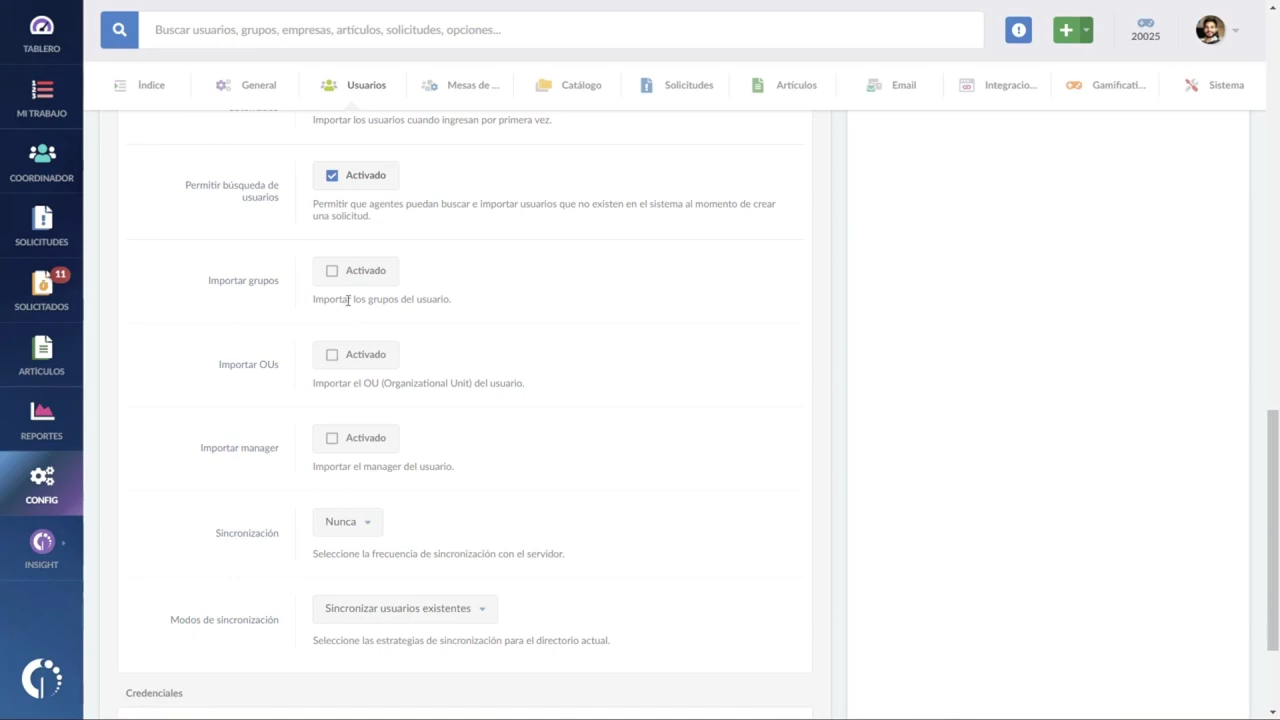 Buscar usuarios, grupos, empresas, artículos, solicitudes, opciones...
20025
TABLERO
MI TRABAJO
COORDINADOR
SOLICITUDES
11
SOLICITADOS
ARTÍCULOS
REPORTES
CONFIG
INSIGHT
Índice
General
Usuarios
Mesas de ...
Catálogo
Solicitudes
Artículos
Email
Integracio...
Gamificati...
Sistema
Importar los usuarios cuando ingresan por primera vez.
Permitir búsqueda de
usuarios
Activado
Permitir que agentes puedan buscar e importar usuarios que no existen en el sistema al momento de crear
una solicitud.
Importar grupos
Activado
Importar los grupos del usuario.
Importar OUs
Activado
Importar el OU (Organizational Unit) del usuario.
Importar manager
Activado
Importar el manager del usuario.
Sincronización
Nunca
Seleccione la frecuencia de sincronización con el servidor.
Modos de sincronización
Sincronizar usuarios existentes
Seleccione las estrategias de sincronización para el directorio actual.
Credenciales